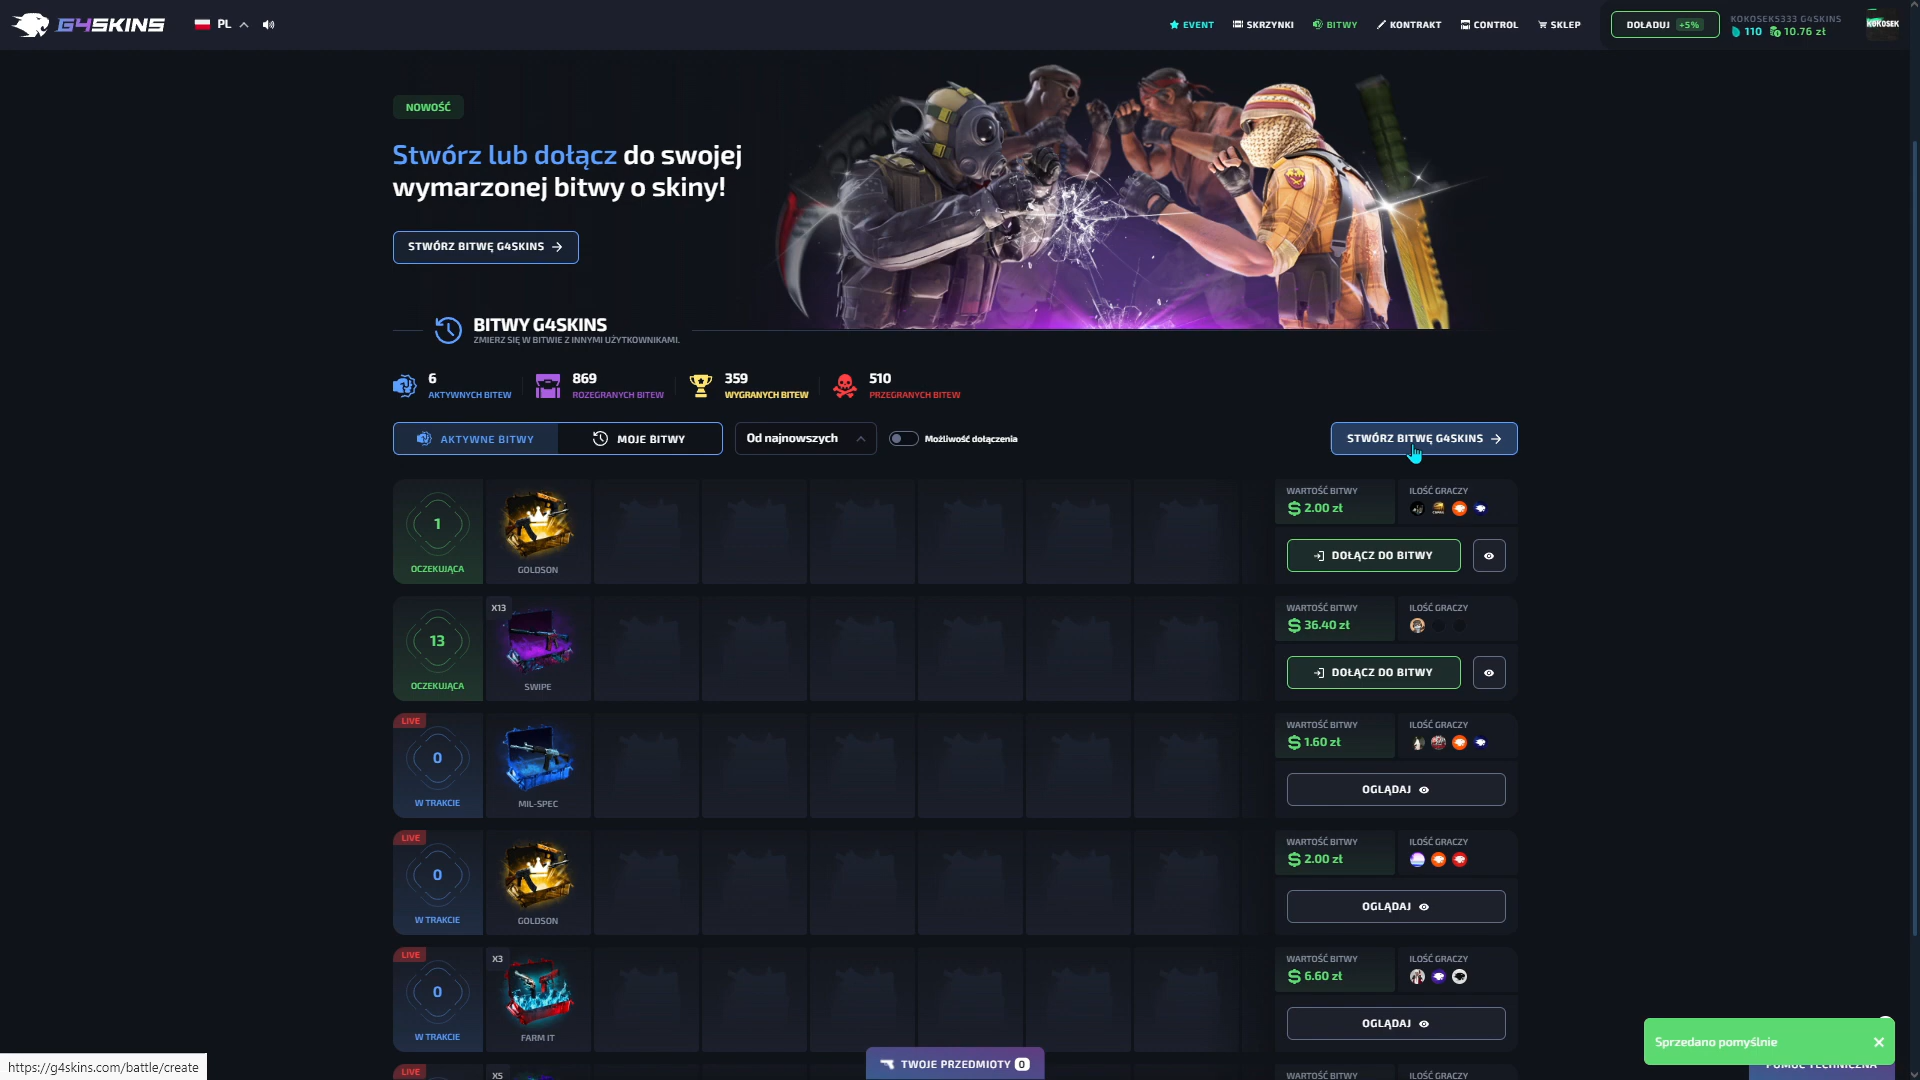 G4SKINS
PL
EVENT
SKRZYNKI
BITWY
KONTRAKT
CONTROL
SKLEP
DOŁADUJ +5%
KOKOSEK5333 G4SKINS
110 10.76 zł
KOKOSEK
NOWOŚĆ
Stwórz lub dołącz do swojej
wymarzonej bitwy o skiny!
STWÓRZ BITWĘ G4SKINS
BITWY G4SKINS
ZMIERZ SIĘ W BITWIE Z INNYMI UŻYTKOWNIKAMI.
6
AKTYWNYCH BITEW
869
ROZEGRANYCH BITEW
359
WYGRANYCH BITEW
510
PRZEGRANYCH BITEW
AKTYWNE BITWY
MOJE BITWY
Od najnowszych
Możliwość dołączenia
STWÓRZ BITWĘ G4SKINS
1
OCZEKUJĄCA
GOLDSON
WARTOŚĆ BITWY
2.00 zł
ILOŚĆ GRACZY
DOŁĄCZ DO BITWY
13
OCZEKUJĄCA
X13
SWIPE
WARTOŚĆ BITWY
36.40 zł
ILOŚĆ GRACZY
DOŁĄCZ DO BITWY
LIVE
0
W TRAKCIE
MIL-SPEC
WARTOŚĆ BITWY
1.60 zł
ILOŚĆ GRACZY
OGLĄDAJ
LIVE
0
W TRAKCIE
GOLDSON
WARTOŚĆ BITWY
2.00 zł
ILOŚĆ GRACZY
OGLĄDAJ
LIVE
0
W TRAKCIE
X3
FARM IT
WARTOŚĆ BITWY
6.60 zł
ILOŚĆ GRACZY
OGLĄDAJ
LIVE
X5
WARTOŚĆ BITWY
ILOŚĆ GRACZY
TWOJE PRZEDMIOTY 0
Sprzedano pomyślnie
POMOC TECHNICZNA
https://g4skins.com/battle/create